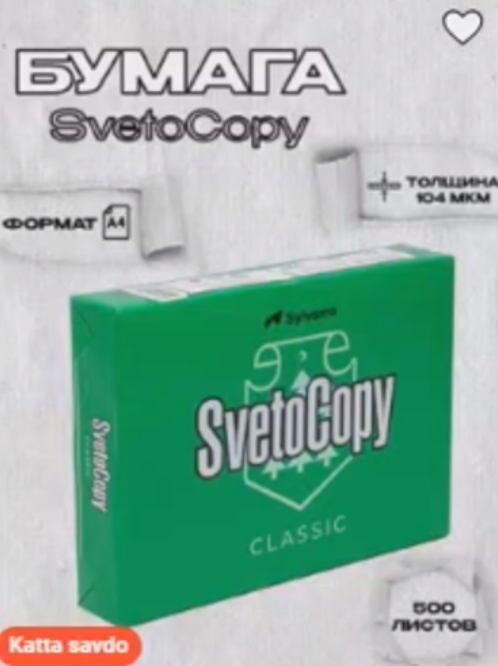 БУМАГА
SvetoCopy
ТОЛЩИНА
104 МКМ
ФОРМАТ A4
Sylvamo
SvetoCopy
CLASSIC
SvetoCopy
500
ЛИСТОВ
Katta savdo